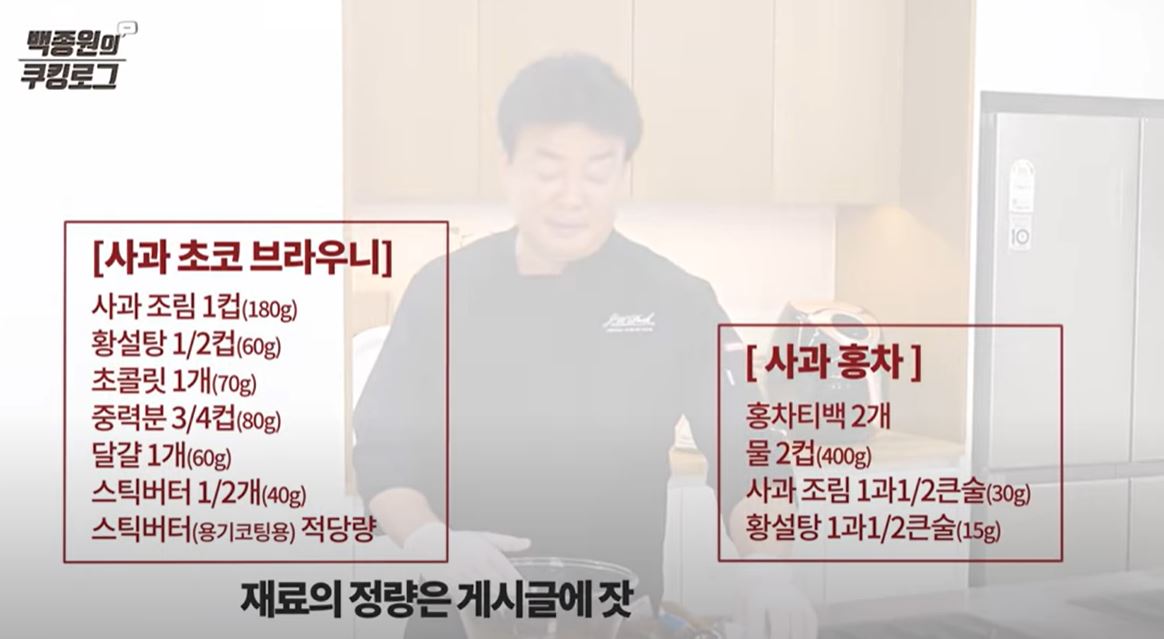 백종원의
쿠킹로그
[사과 초코 브라우니]
사과 조림 1컵(180g)
황설탕 1/2컵(60g)
초콜릿 1개(70g)
중력분 3/4컵(80g)
달걀 1개(60g)
스틱버터 1/2개(40g)
스틱버터(용기코팅용) 적당량
[ 사과 홍차 ]
홍차티백 2개
물 2컵(400g)
사과 조림 1과1/2큰술(30g)
황설탕 1과1/2큰술(15g)
10
재료의 정량은 게시글에 잣